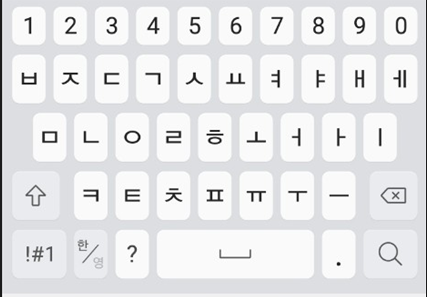 1 2 3 4 5 6 7 8 9 0
ㅂ ㅈ ㄷ ㄱ ㅅ ㅛ ㅕ ㅑ ㅐ ㅔ
ㅁ ㄴ ㅇ ㄹ ㅎ ㅗ ㅓ ㅏ ㅣ
ㅋ ㅌ ㅊ ㅍ ㅠ ㅜ ㅡ
!#1 한/영 ? .